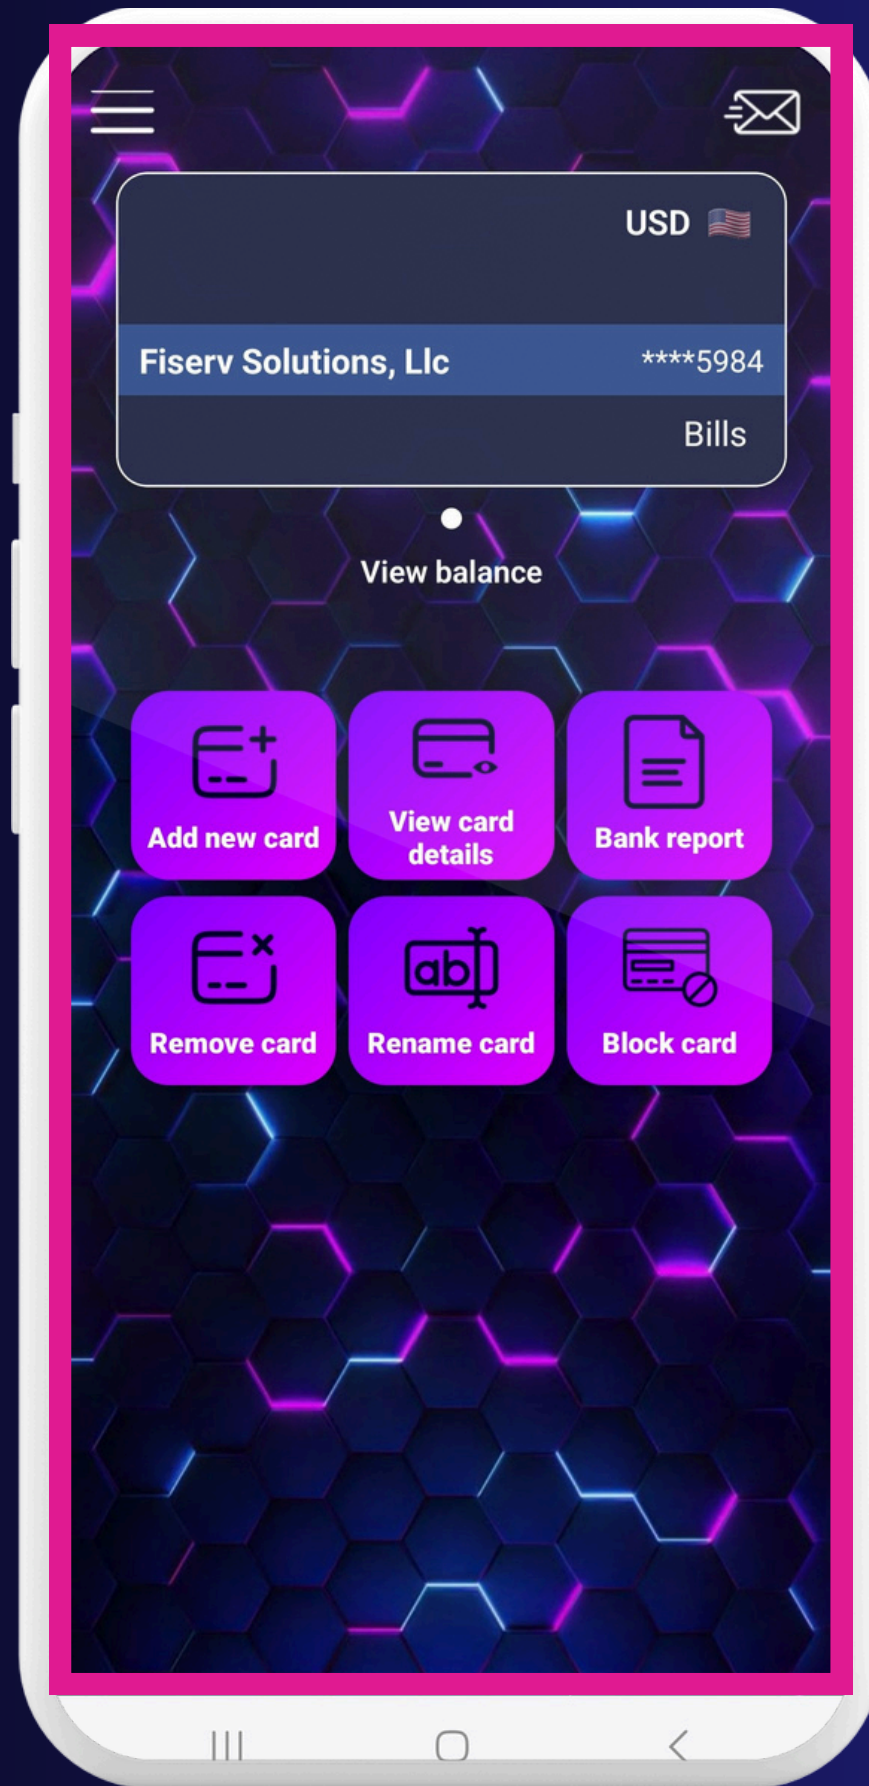 USD
Fiserv Solutions, Llc ****5984
Bills
View balance
Add new card
View card
details
Bank report
ab
Remove card
Rename card
Block card